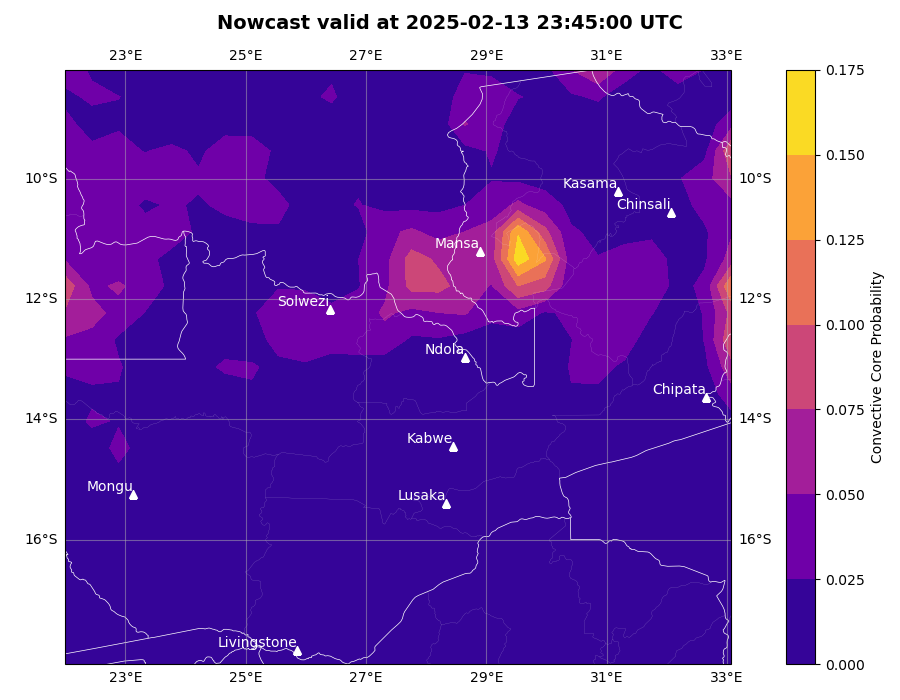 Nowcast valid at 2025-02-13 23:45:00 UTC
23°E 25°E 27°E 29°E 31°E 33°E
0.175
0.150
10°S 10°S
Kasama
Chinsali
0.125
Mansa
12°S 12°S
Solwezi
0.100
Ndola
Chipata
0.075
14°S 14°S
Kabwe
Mongu
Lusaka
0.050
16°S 16°S
0.025
Livingstone
0.000
23°E 25°E 27°E 29°E 31°E 33°E
Convective Core Probability